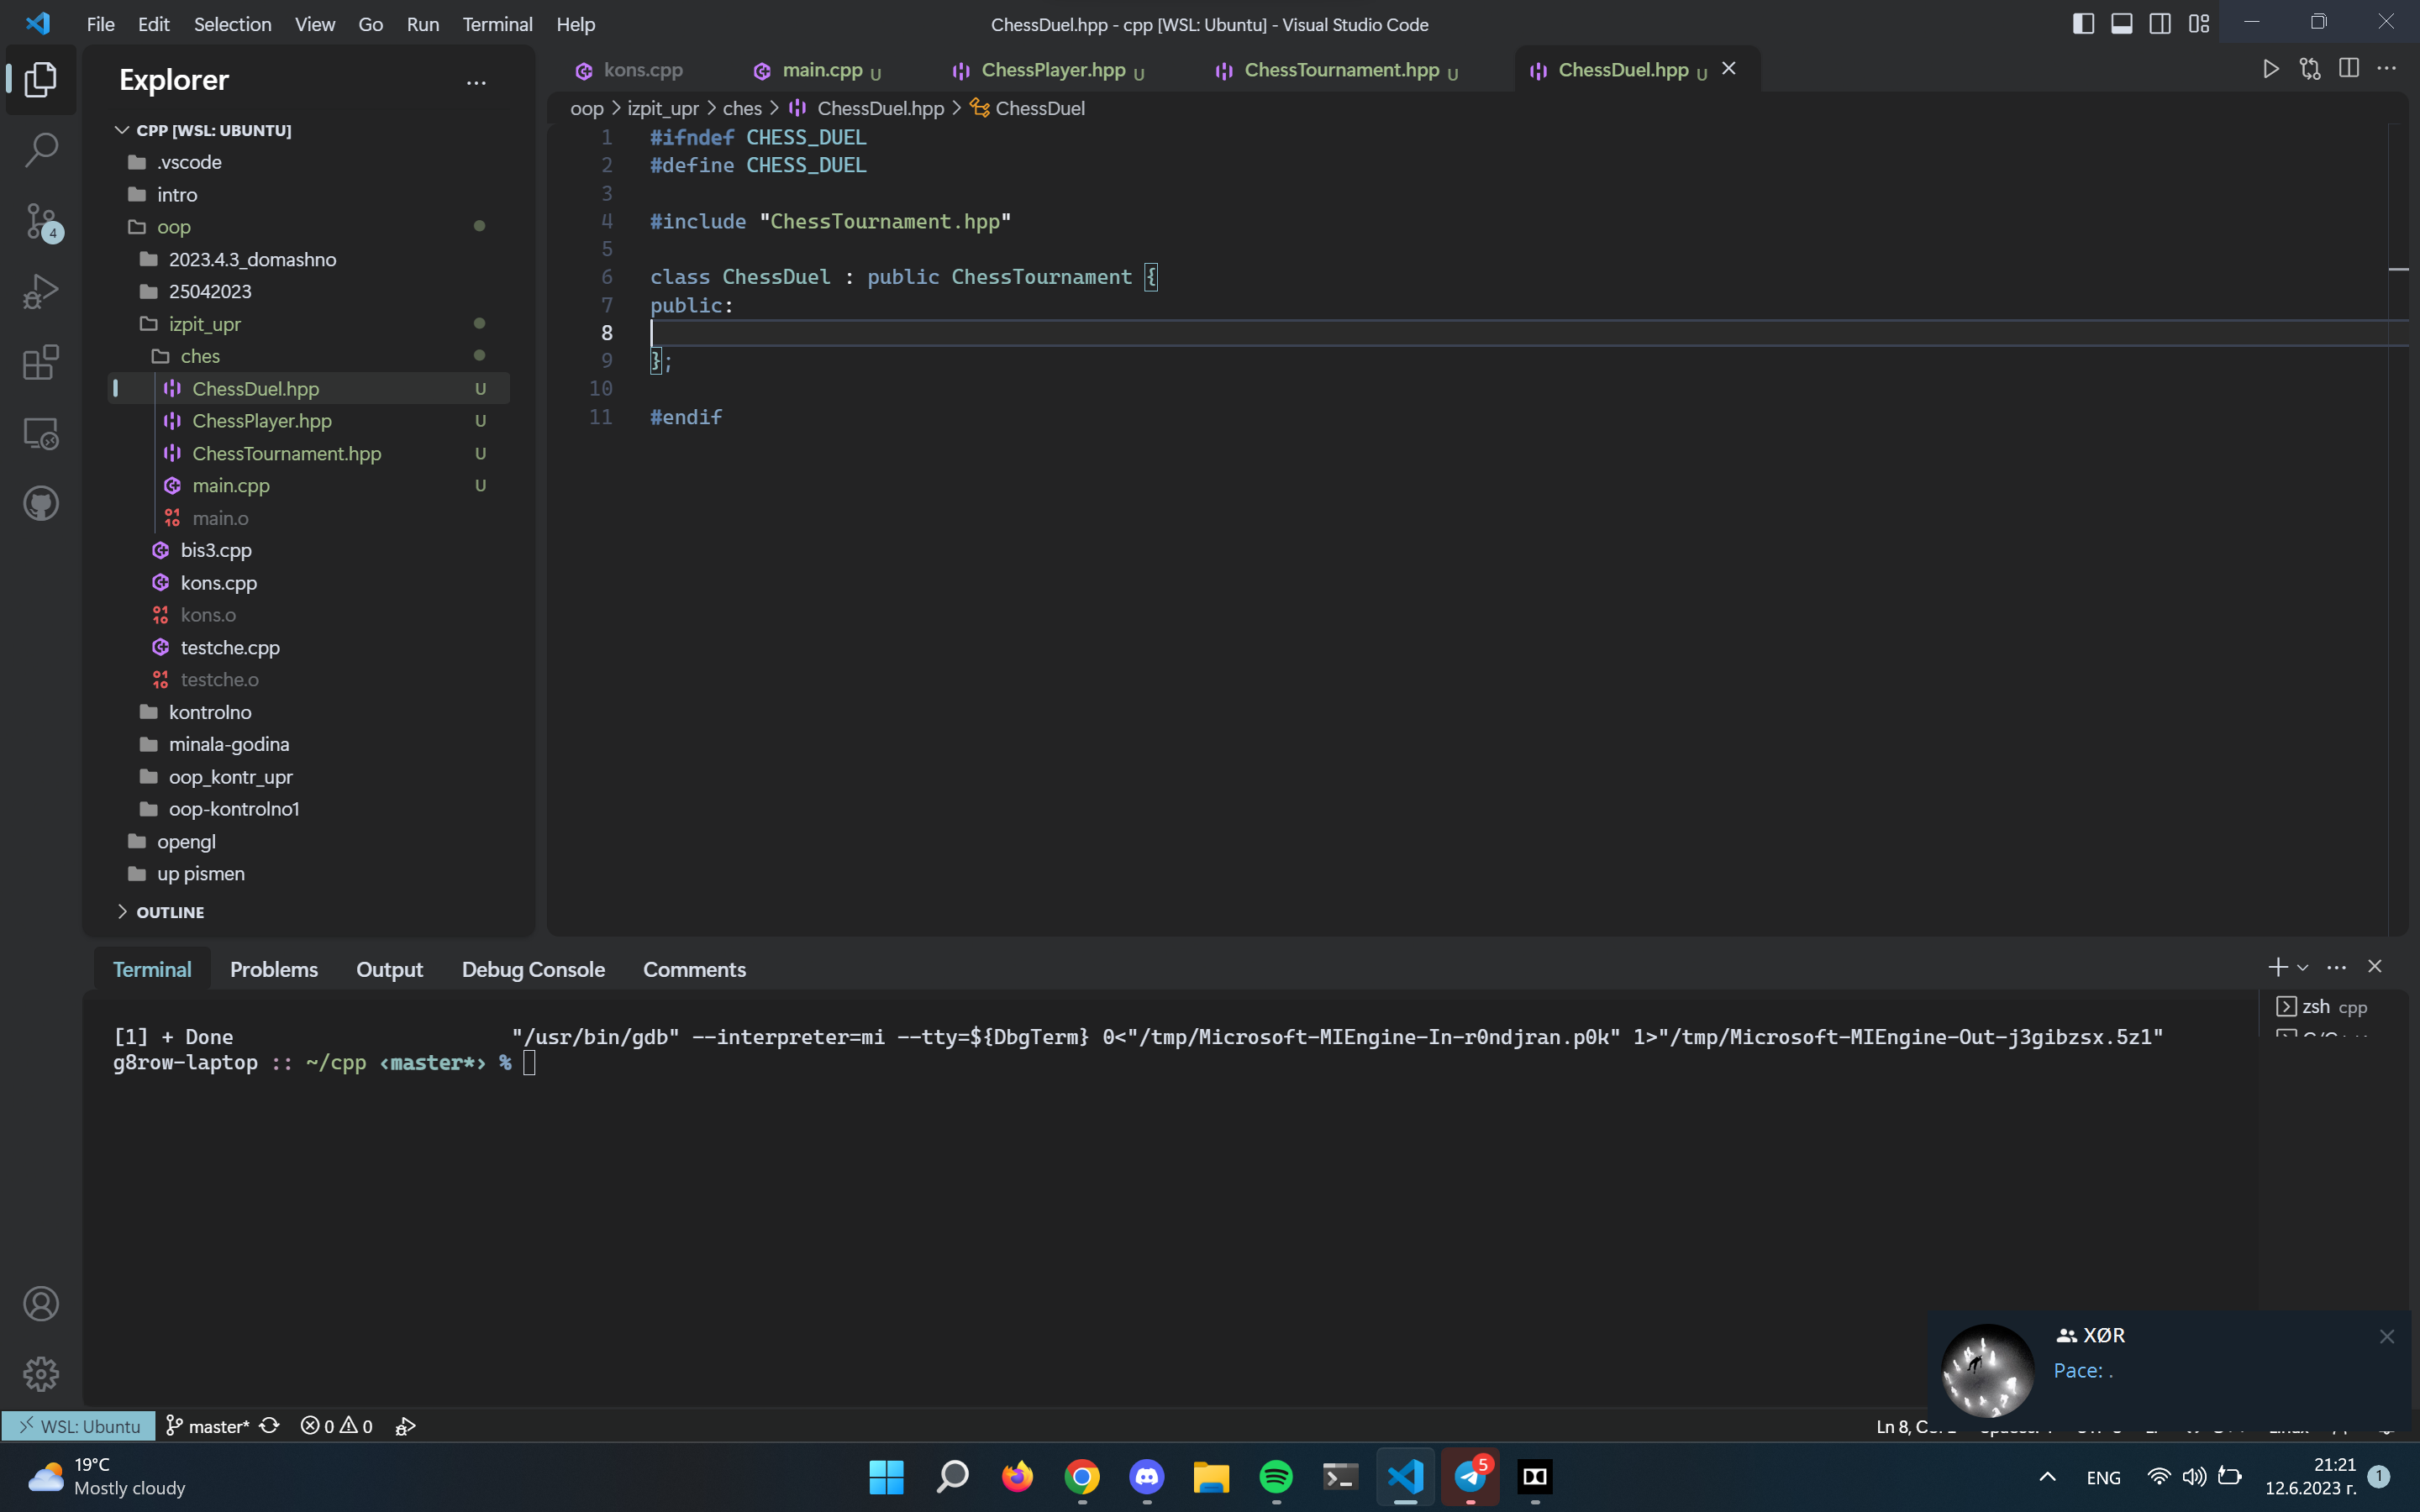 File Edit Selection View Go Run Terminal Help
ChessDuel.hpp - cpp [WSL: Ubuntu] - Visual Studio Code
Explorer
CPP [WSL: UBUNTU]
.vscode
intro
oop
2023.4.3_domashno
25042023
izpit_upr
ches
ChessDuel.hpp U
ChessPlayer.hpp U
ChessTournament.hpp U
main.cpp U
main.o
bis3.cpp
kons.cpp
kons.o
testche.cpp
testche.o
kontrolno
minala-godina
oop_kontr_upr
oop-kontrolno1
opengl
up pismen
OUTLINE
4
kons.cpp main.cpp U ChessPlayer.hpp U ChessTournament.hpp U ChessDuel.hpp U
oop > izpit_upr > ches > ChessDuel.hpp > ChessDuel
1 #ifndef CHESS_DUEL
2 #define CHESS_DUEL
3
4 #include "ChessTournament.hpp"
5
6 class ChessDuel : public ChessTournament {
7 public:
8
9 };
10
11 #endif
Terminal Problems Output Debug Console Comments
[1] + Done "/usr/bin/gdb" --interpreter=mi --tty=${DbgTerm} 0<"/tmp/Microsoft-MIEngine-In-r0ndjran.p0k" 1>"/tmp/Microsoft-MIEngine-Out-j3gibzsx.5z1"
g8row-laptop :: ~/cpp ‹master*› %
zsh cpp
XØR
Pace: .
WSL: Ubuntu master* 0 0
Ln 8,
19°C
Mostly cloudy
5
ENG
21:21
12.6.2023 г.
1